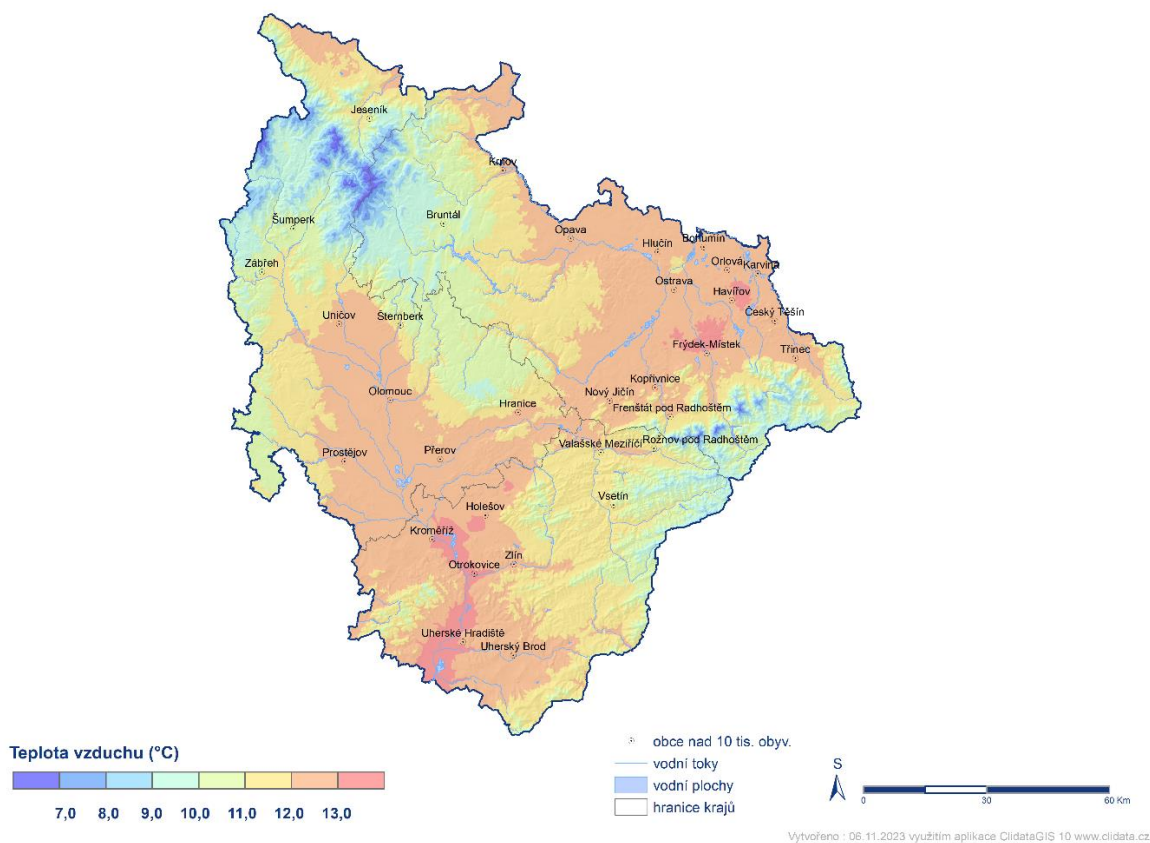 Jeseník
Krnov
Šumperk
Bruntál
Opava
Hlučín
Bohumín
Zábřeh
Orlová
Karviná
Ostrava
Havířov
Uničov
Šternberk
Český Těšín
Frýdek-Místek
Třinec
Olomouc
Kopřivnice
Nový Jičín
Hranice
Frenštát pod Radhoštěm
Valašské Meziříčí
Rožnov pod Radhoštěm
Prostějov
Přerov
Vsetín
Holešov
Kroměříž
Zlín
Otrokovice
Uherské Hradiště
Uherský Brod
Teplota vzduchu (°C)
7,0 8,0 9,0 10,0 11,0 12,0 13,0
obce nad 10 tis. obyv.
vodní toky
vodní plochy
hranice krajů
S
0 30 60 Km
Vytvořeno : 06.11.2023 využitím aplikace ClidataGIS 10 www.clidata.cz